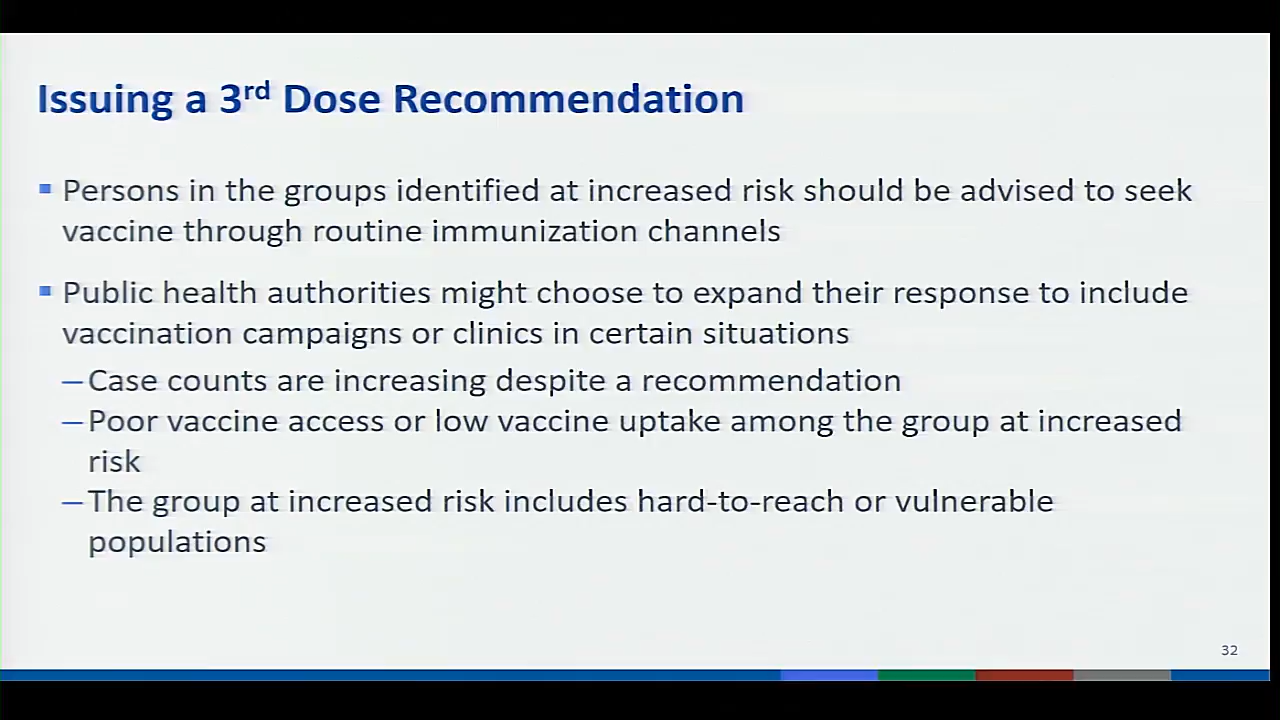 Issuing a 3rd Dose Recommendation
▪ Persons in the groups identified at increased risk should be advised to seek
vaccine through routine immunization channels
▪ Public health authorities might choose to expand their response to include
vaccination campaigns or clinics in certain situations
– Case counts are increasing despite a recommendation
– Poor vaccine access or low vaccine uptake among the group at increased
risk
– The group at increased risk includes hard-to-reach or vulnerable
populations
32